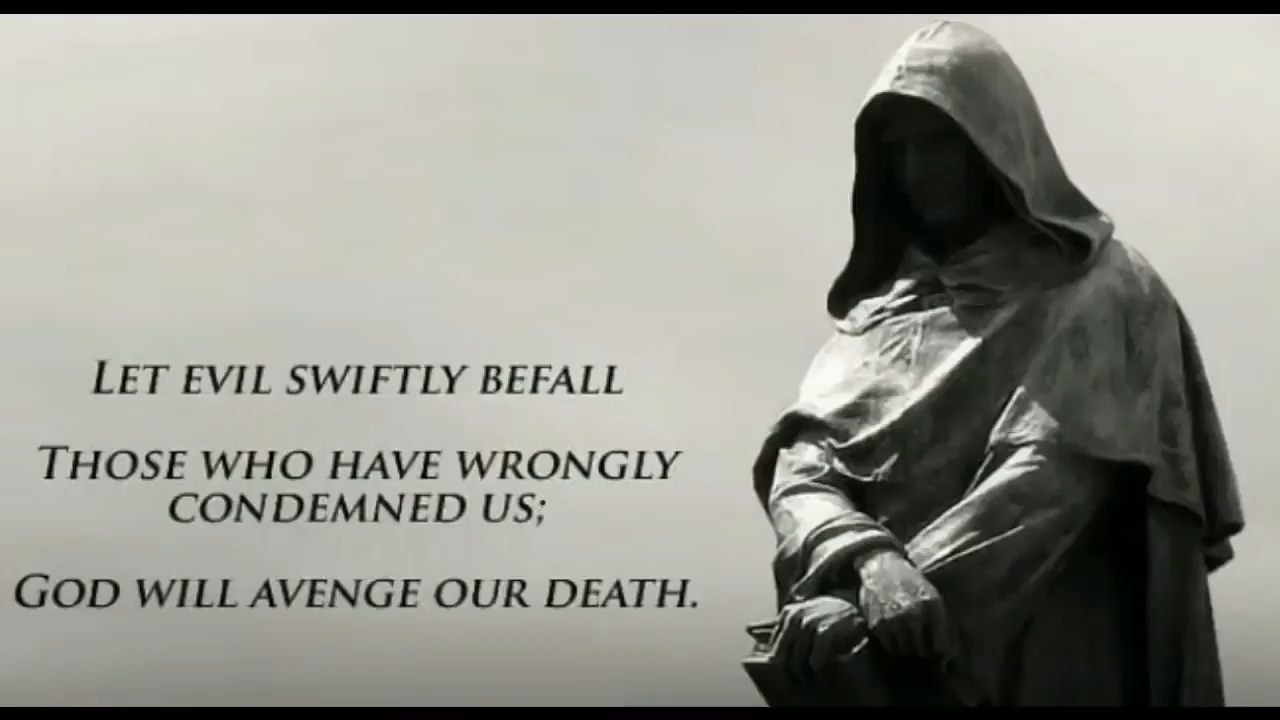 LET EVIL SWIFTLY BEFALL
THOSE WHO HAVE WRONGLY
CONDEMNED US;
GOD WILL AVENGE OUR DEATH.